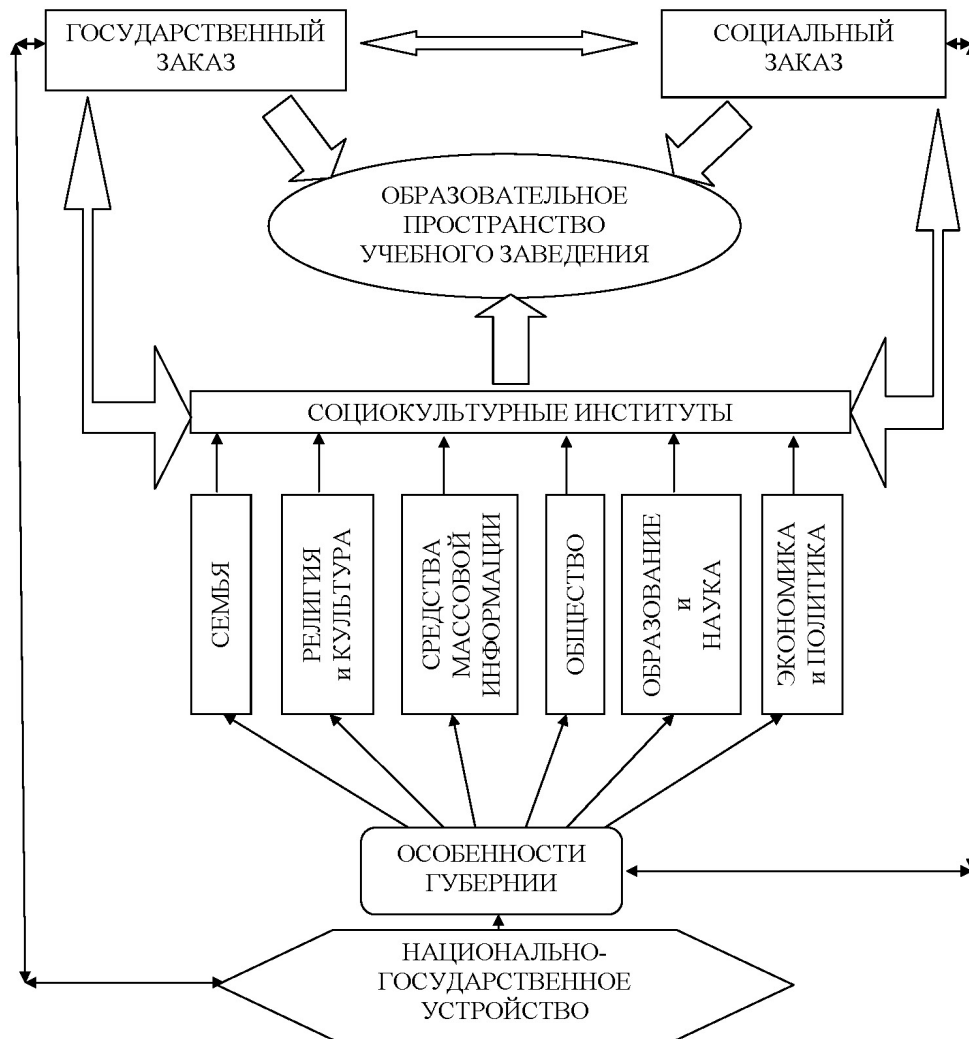 ГОСУДАРСТВЕННЫЙ
ЗАКАЗ
СОЦИАЛЬНЫЙ
ЗАКАЗ
ОБРАЗОВАТЕЛЬНОЕ
ПРОСТРАНСТВО
УЧЕБНОГО ЗАВЕДЕНИЯ
СОЦИОКУЛЬТУРНЫЕ ИНСТИТУТЫ
СЕМЬЯ
РЕЛИГИЯ
и КУЛЬТУРА
СРЕДСТВА
МАССОВОЙ
ИНФОРМАЦИИ
ОБЩЕСТВО
ОБРАЗОВАНИЕ
и
НАУКА
ЭКОНОМИКА
и ПОЛИТИКА
ОСОБЕННОСТИ
ГУБЕРНИИ
НАЦИОНАЛЬНО-
ГОСУДАРСТВЕННОЕ
УСТРОЙСТВО